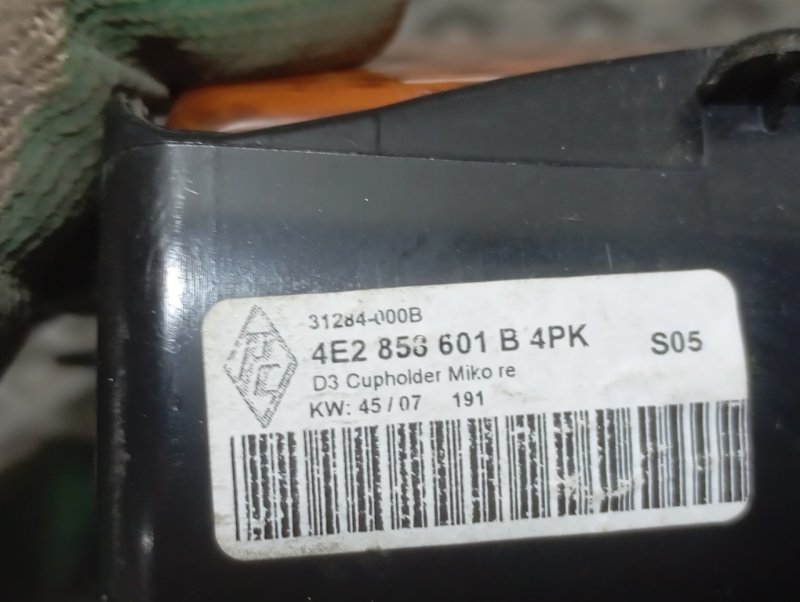 31284-000B
4E2 858 601 B 4PK S05
D3 Cupholder Miko re
KW: 45 / 07 191